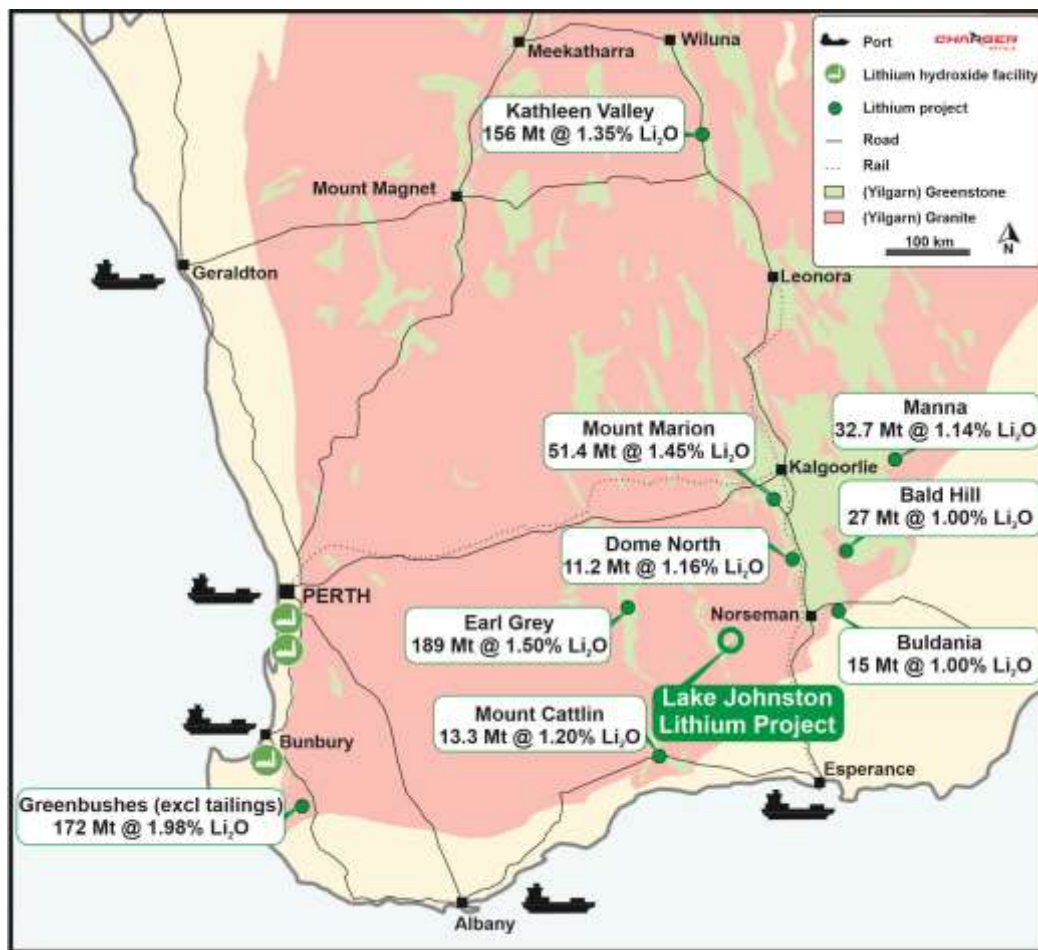 Meekatharra
Wiluna
Port
CHARGER
METALS
Lithium hydroxide facility
Lithium project
Road
Rail
(Yilgarn) Greenstone
(Yilgarn) Granite
100 km
N
Kathleen Valley
156 Mt @ 1.35% Li₂O
Mount Magnet
Geraldton
Leonora
Manna
32.7 Mt @ 1.14% Li₂O
Mount Marion
51.4 Mt @ 1.45% Li₂O
Kalgoorlie
Bald Hill
27 Mt @ 1.00% Li₂O
Dome North
11.2 Mt @ 1.16% Li₂O
PERTH
Earl Grey
189 Mt @ 1.50% Li₂O
Norseman
Buldania
15 Mt @ 1.00% Li₂O
Lake Johnston
Lithium Project
Mount Cattlin
13.3 Mt @ 1.20% Li₂O
Bunbury
Esperance
Greenbushes (excl tailings)
172 Mt @ 1.98% Li₂O
Albany